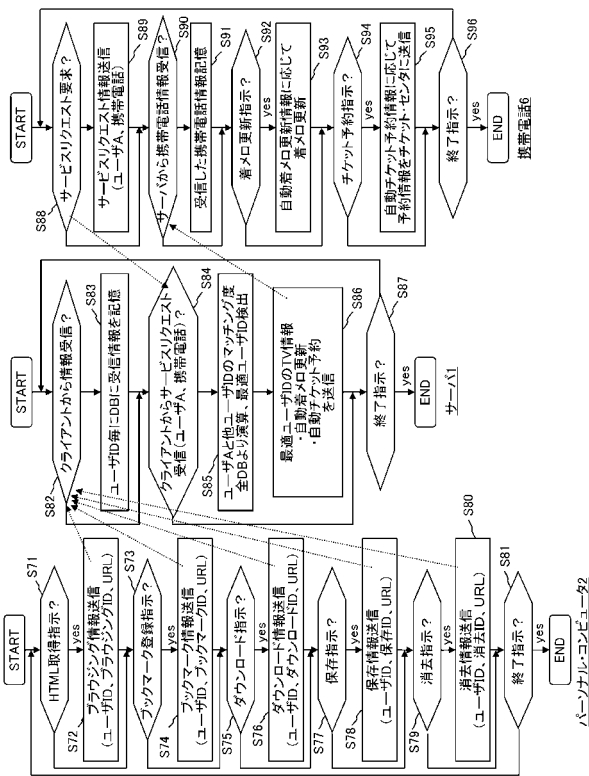 START
S71
HTML取得指示?
yes
S72
ブラウジング情報送信
(ユーザID、ブラウジングID、URL)
S73
ブックマーク登録指示?
yes
S74
ブックマーク情報送信
(ユーザID、ブックマークID、URL)
S75
ダウンロード指示?
yes
S76
ダウンロード情報送信
(ユーザID、ダウンロードID、URL)
S77
保存指示?
yes
S78
保存情報送信
(ユーザID、保存ID、URL)
S79
消去指示?
yes
S80
消去情報送信
(ユーザID、消去ID、URL)
S81
終了指示?
yes
END
パーソナル・コンピュータ2
START
S82
クライアントから情報受信?
S83
ユーザID毎にDBに受信情報を記憶
S84
クライアントからサービスリクエスト
受信(ユーザA、携帯電話)?
S85
ユーザAと他ユーザIDのマッチング度
全DBより演算、最適ユーザID検出
S86
最適ユーザIDのTV情報
・自動着メロ更新
・自動チケット予約
を送信
S87
終了指示?
yes
END
サーバ1
START
S88
サービスリクエスト要求?
S89
サービスリクエスト情報送信
(ユーザA、携帯電話)
S90
サーバから携帯電話情報受信?
S91
受信した携帯電話情報記憶
S92
着メロ更新指示?
yes
S93
自動着メロ更新情報に応じて
着メロ更新
S94
チケット予約指示?
yes
S95
自動チケット予約情報に応じて
予約情報をチケット・センタに送信
S96
終了指示?
yes
END
携帯電話6